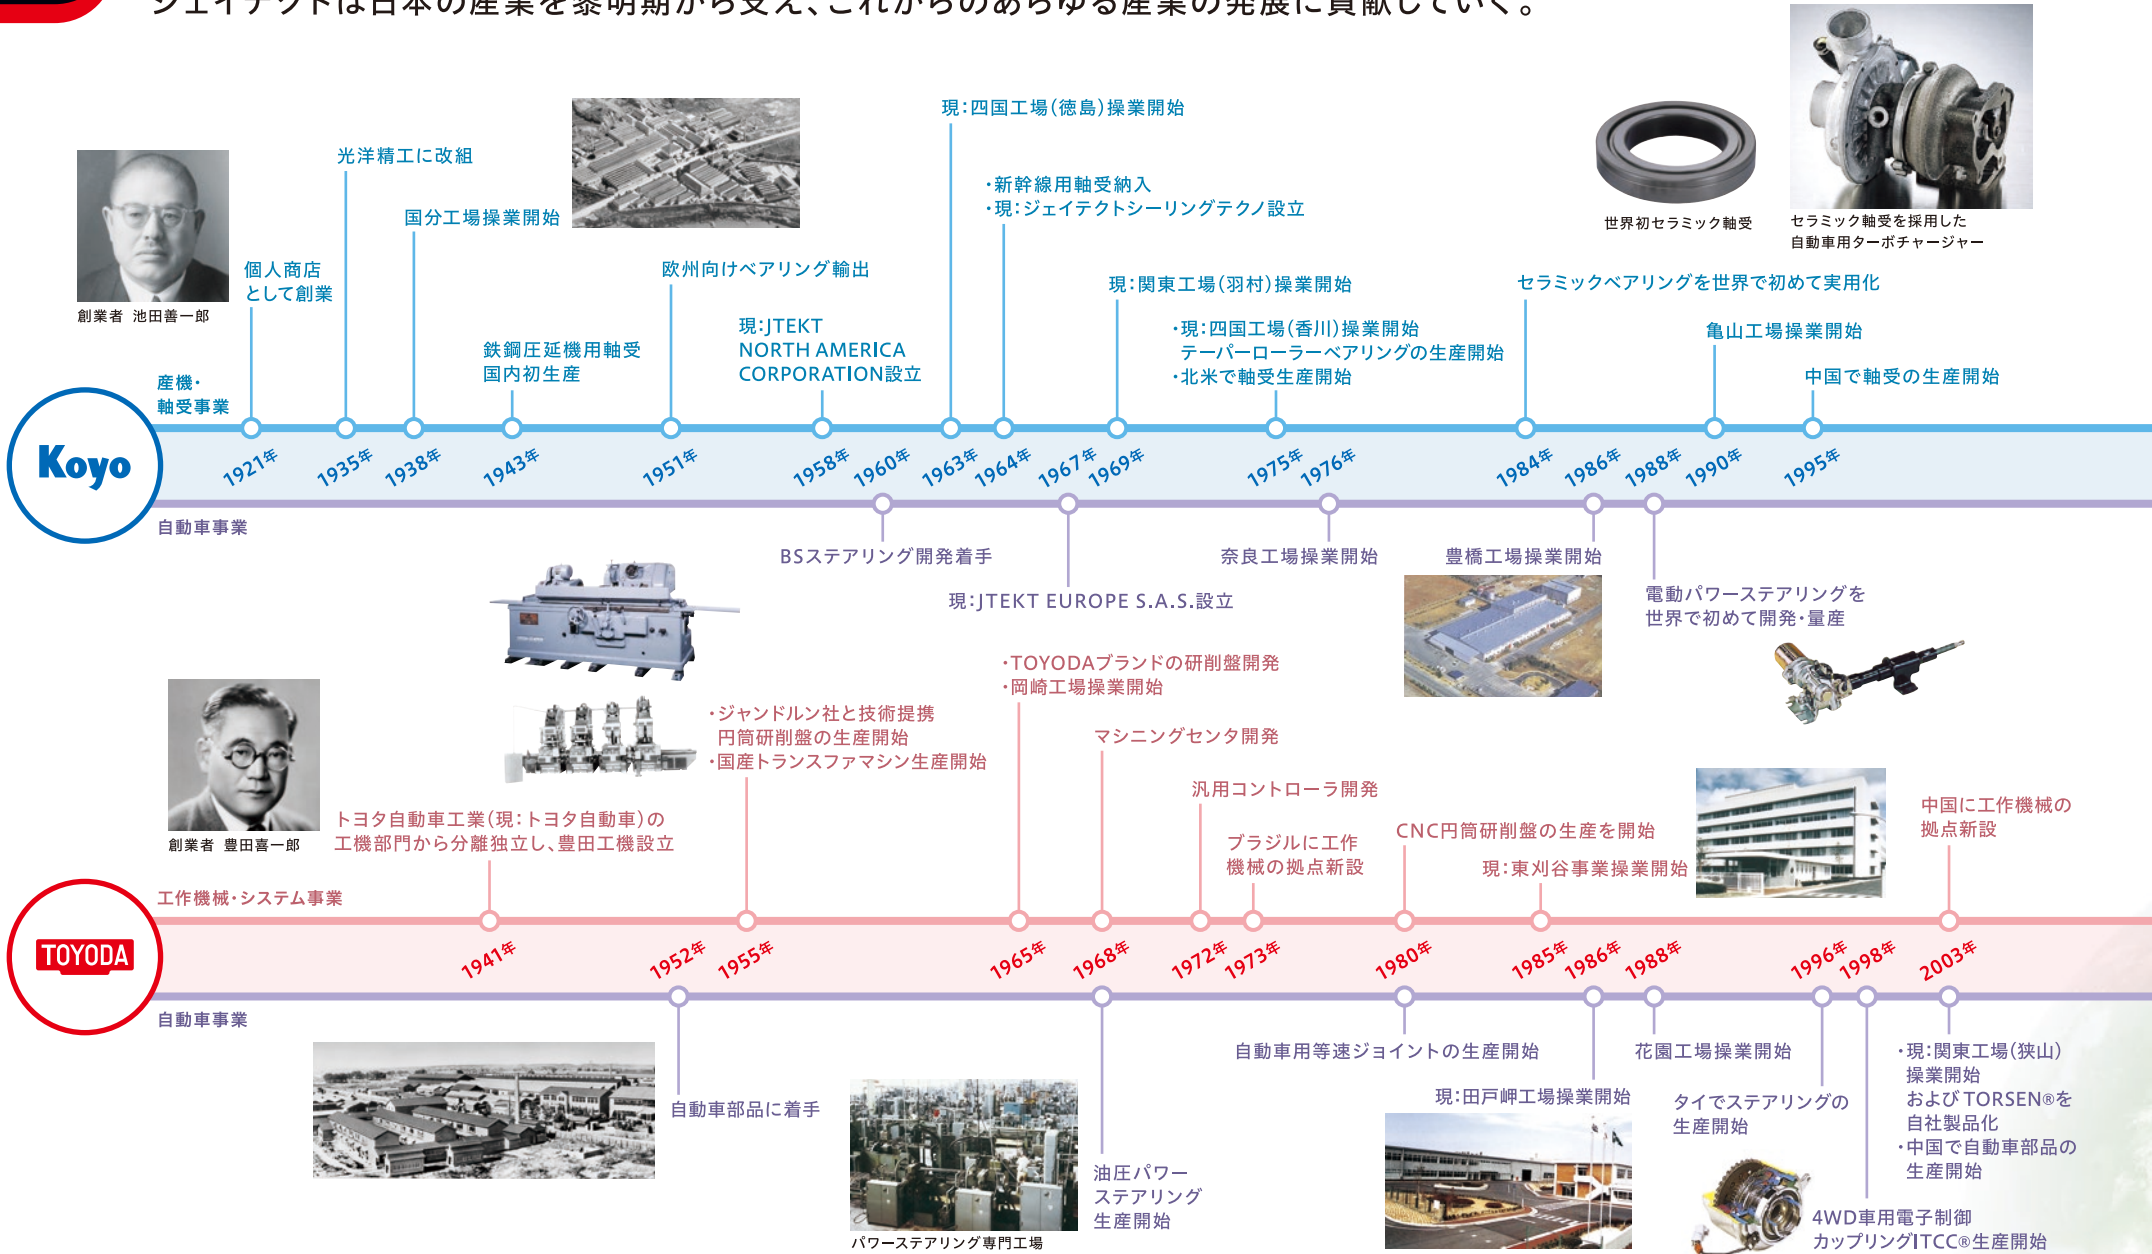 ジェイテクトは日本の産業を黎明期から支え、これからのあらゆる産業の発展に貢献していく。
創業者 池田善一郎
個人商店
として創業
光洋精工に改組
国分工場操業開始
鉄鋼圧延機用軸受
国内初生産
欧州向けベアリング輸出
現:JTEKT
NORTH AMERICA
CORPORATION設立
現:四国工場(徳島)操業開始
・新幹線用軸受納入
・現:ジェイテクトシーリングテクノ設立
現:関東工場(羽村)操業開始
・現:四国工場(香川)操業開始
テーパーローラーベアリングの生産開始
・北米で軸受生産開始
世界初セラミック軸受
セラミック軸受を採用した
自動車用ターボチャージャー
セラミックベアリングを世界で初めて実用化
亀山工場操業開始
中国で軸受の生産開始
産機・
軸受事業
Koyo
1921年
1935年
1938年
1943年
1951年
1958年
1960年
1963年
1964年
1967年
1969年
1975年
1976年
1984年
1986年
1988年
1990年
1995年
自動車事業
BSステアリング開発着手
現:JTEKT EUROPE S.A.S.設立
奈良工場操業開始
豊橋工場操業開始
電動パワーステアリングを
世界で初めて開発・量産
創業者 豊田喜一郎
トヨタ自動車工業(現:トヨタ自動車)の
工機部門から分離独立し、豊田工機設立
・ジャンドルン社と技術提携
円筒研削盤の生産開始
・国産トランスファマシン生産開始
・TOYODAブランドの研削盤開発
・岡崎工場操業開始
マシニングセンタ開発
汎用コントローラ開発
ブラジルに工作
機械の拠点新設
CNC円筒研削盤の生産を開始
現:東刈谷事業操業開始
中国に工作機械の
拠点新設
工作機械・システム事業
TOYODA
1941年
1952年
1955年
1965年
1968年
1972年
1973年
1980年
1985年
1986年
1988年
1996年
1998年
2003年
自動車事業
自動車部品に着手
パワーステアリング専門工場
油圧パワー
ステアリング
生産開始
自動車用等速ジョイントの生産開始
現:田戸岬工場操業開始
花園工場操業開始
タイでステアリングの
生産開始
4WD車用電子制御
カップリングITCC®生産開始
・現:関東工場(狭山)
操業開始
およびTORSEN®を
自社製品化
・中国で自動車部品の
生産開始